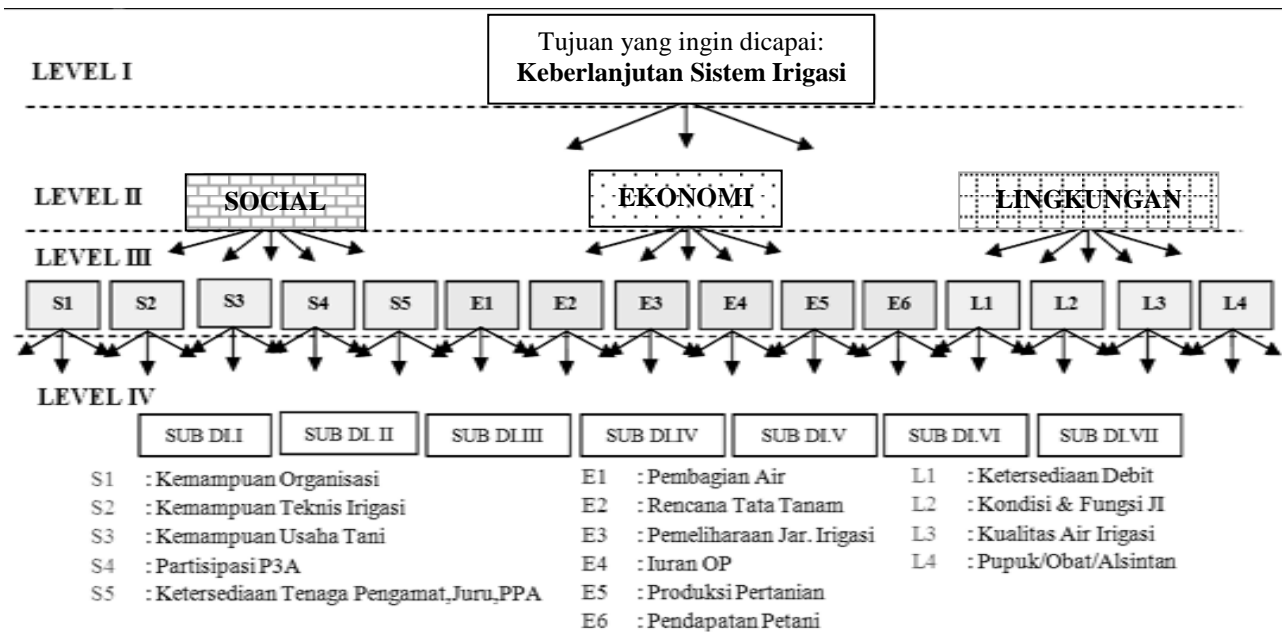 Tujuan yang ingin dicapai:
Keberlanjutan Sistem Irigasi
LEVEL I
LEVEL II
SOCIAL
EKONOMI
LINGKUNGAN
LEVEL III
S1 S2 S3 S4 S5 E1 E2 E3 E4 E5 E6 L1 L2 L3 L4
LEVEL IV
SUB DI.I SUB DI. II SUB DI.III SUB DI.IV SUB DI.V SUB DI.VI SUB DI.VII
S1 : Kemampuan Organisasi
S2 : Kemampuan Teknis Irigasi
S3 : Kemampuan Usaha Tani
S4 : Partisipasi P3A
S5 : Ketersediaan Tenaga Pengamat,Juru,PPA
E1 : Pembagian Air
E2 : Rencana Tata Tanam
E3 : Pemeliharaan Jar. Irigasi
E4 : Iuran OP
E5 : Produksi Pertanian
E6 : Pendapatan Petani
L1 : Ketersediaan Debit
L2 : Kondisi & Fungsi JI
L3 : Kualitas Air Irigasi
L4 : Pupuk/Obat/Alsintan